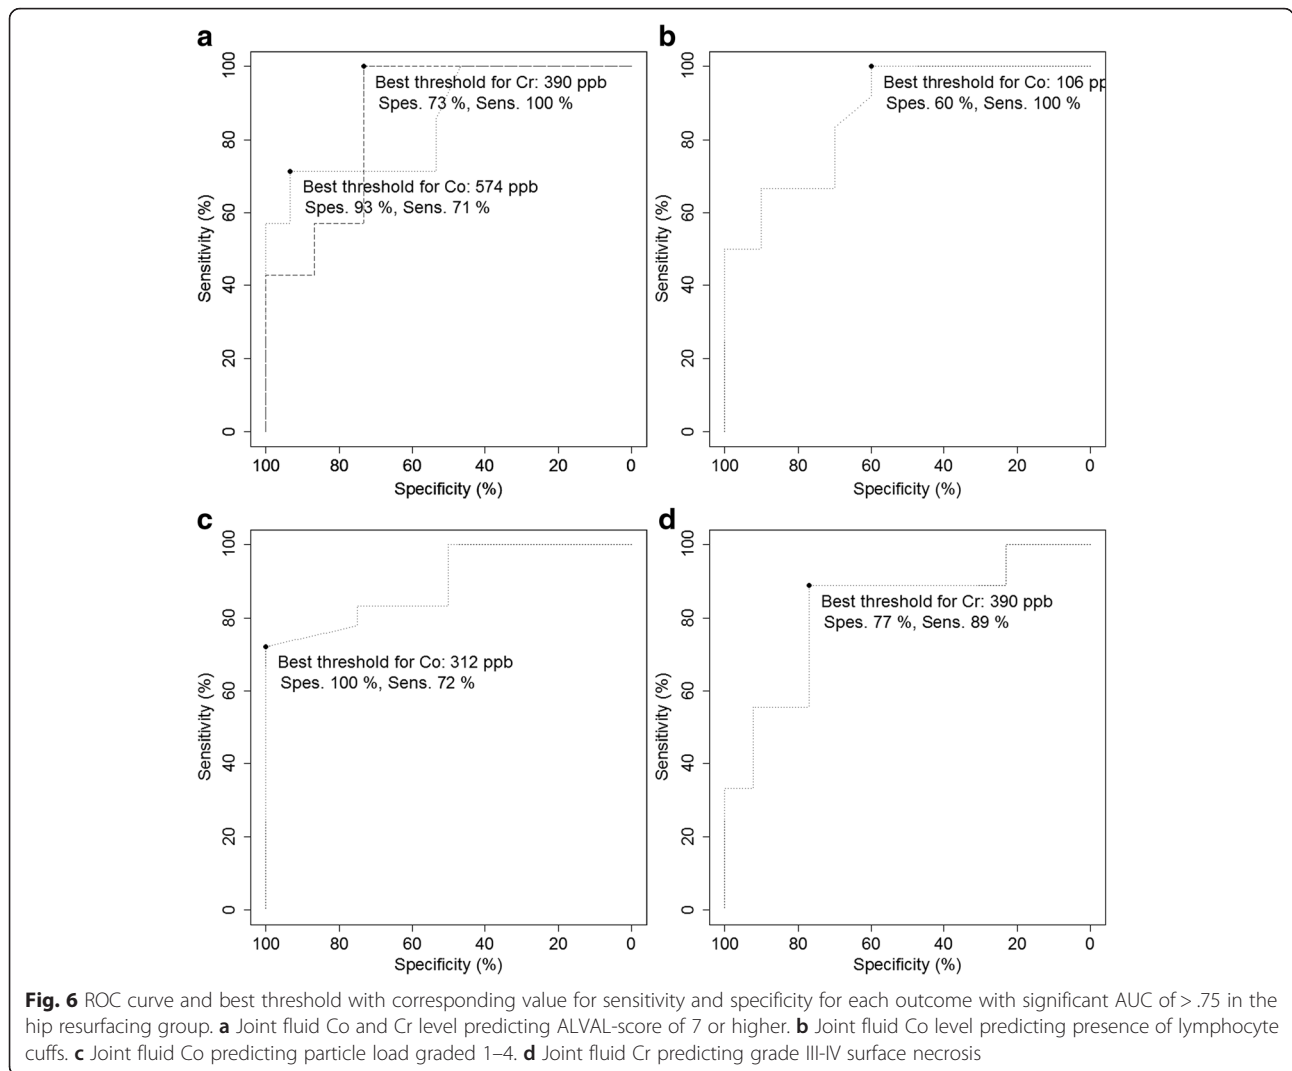 a
100
80
60
40
20
0
Sensitivity (%)
Best threshold for Cr: 390 ppb
Spes. 73 %, Sens. 100 %
Best threshold for Co: 574 ppb
Spes. 93 %, Sens. 71 %
100 80 60 40 20 0
Specificity (%)
b
100
80
60
40
20
0
Sensitivity (%)
Best threshold for Co: 106 pp
Spes. 60 %, Sens. 100 %
100 80 60 40 20 0
Specificity (%)
c
100
80
60
40
20
0
Sensitivity (%)
Best threshold for Co: 312 ppb
Spes. 100 %, Sens. 72 %
100 80 60 40 20 0
Specificity (%)
d
100
80
60
40
20
0
Sensitivity (%)
Best threshold for Cr: 390 ppb
Spes. 77 %, Sens. 89 %
100 80 60 40 20 0
Specificity (%)
Fig. 6 ROC curve and best threshold with corresponding value for sensitivity and specificity for each outcome with significant AUC of > .75 in the
hip resurfacing group. a Joint fluid Co and Cr level predicting ALVAL-score of 7 or higher. b Joint fluid Co level predicting presence of lymphocyte
cuffs. c Joint fluid Co predicting particle load graded 1–4. d Joint fluid Cr predicting grade III-IV surface necrosis